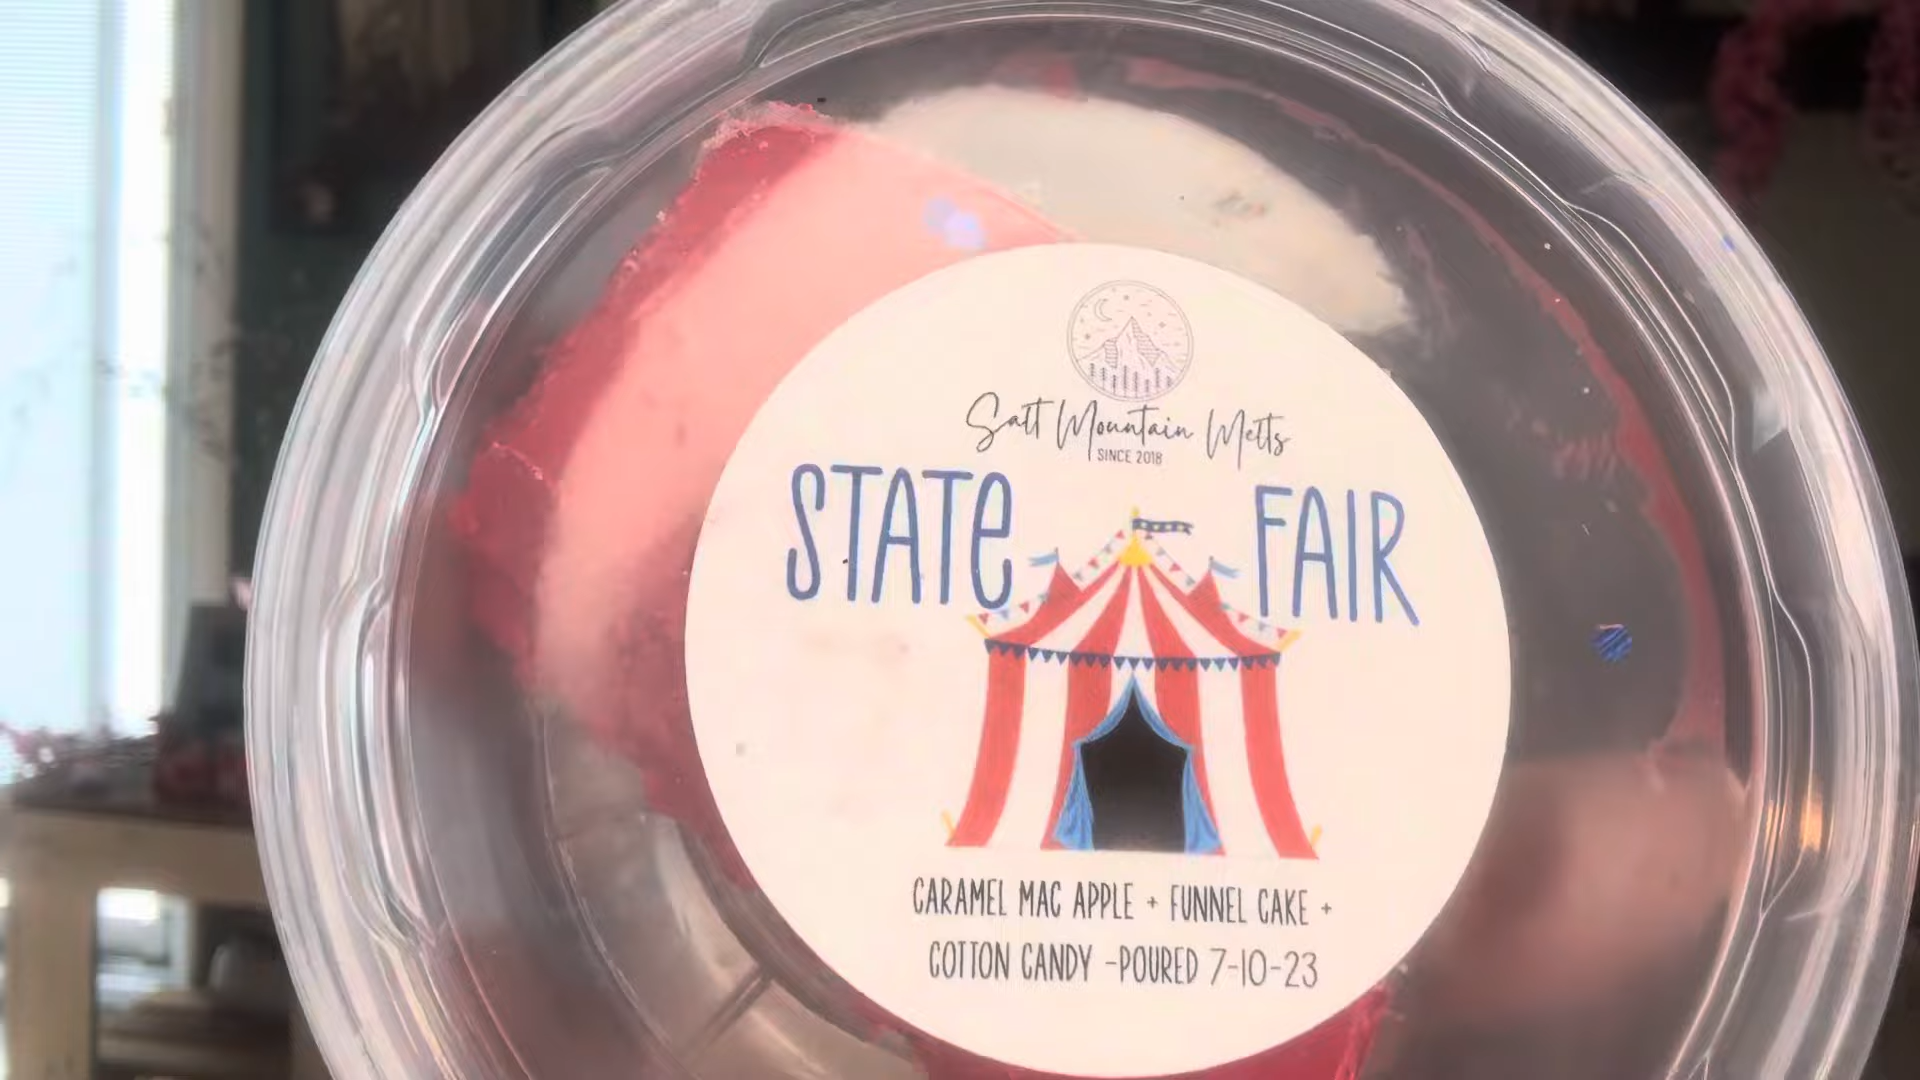 Salt Mountain Melts
SINCE 2018
STATE FAIR
CARAMEL MAC APPLE + FUNNEL CAKE +
COTTON CANDY -POURED 7-10-23